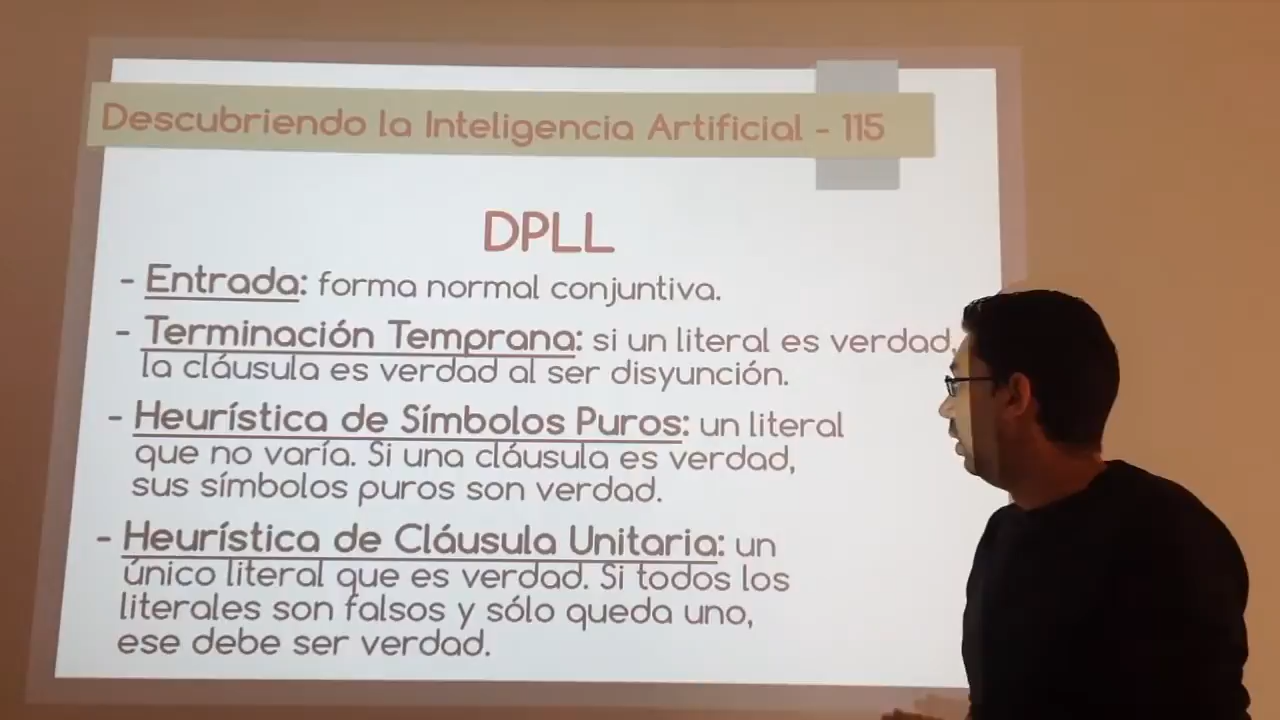 Descubriendo la Inteligencia Artificial - 115
DPLL
- Entrada: forma normal conjuntiva.
- Terminación Temprana: si un literal es verdad,
la cláusula es verdad al ser disyunción.
- Heurística de Símbolos Puros: un literal
que no varía. Si una cláusula es verdad,
sus símbolos puros son verdad.
- Heurística de Cláusula Unitaria: un
único literal que es verdad. Si todos los
literales son falsos y sólo queda uno,
ese debe ser verdad.